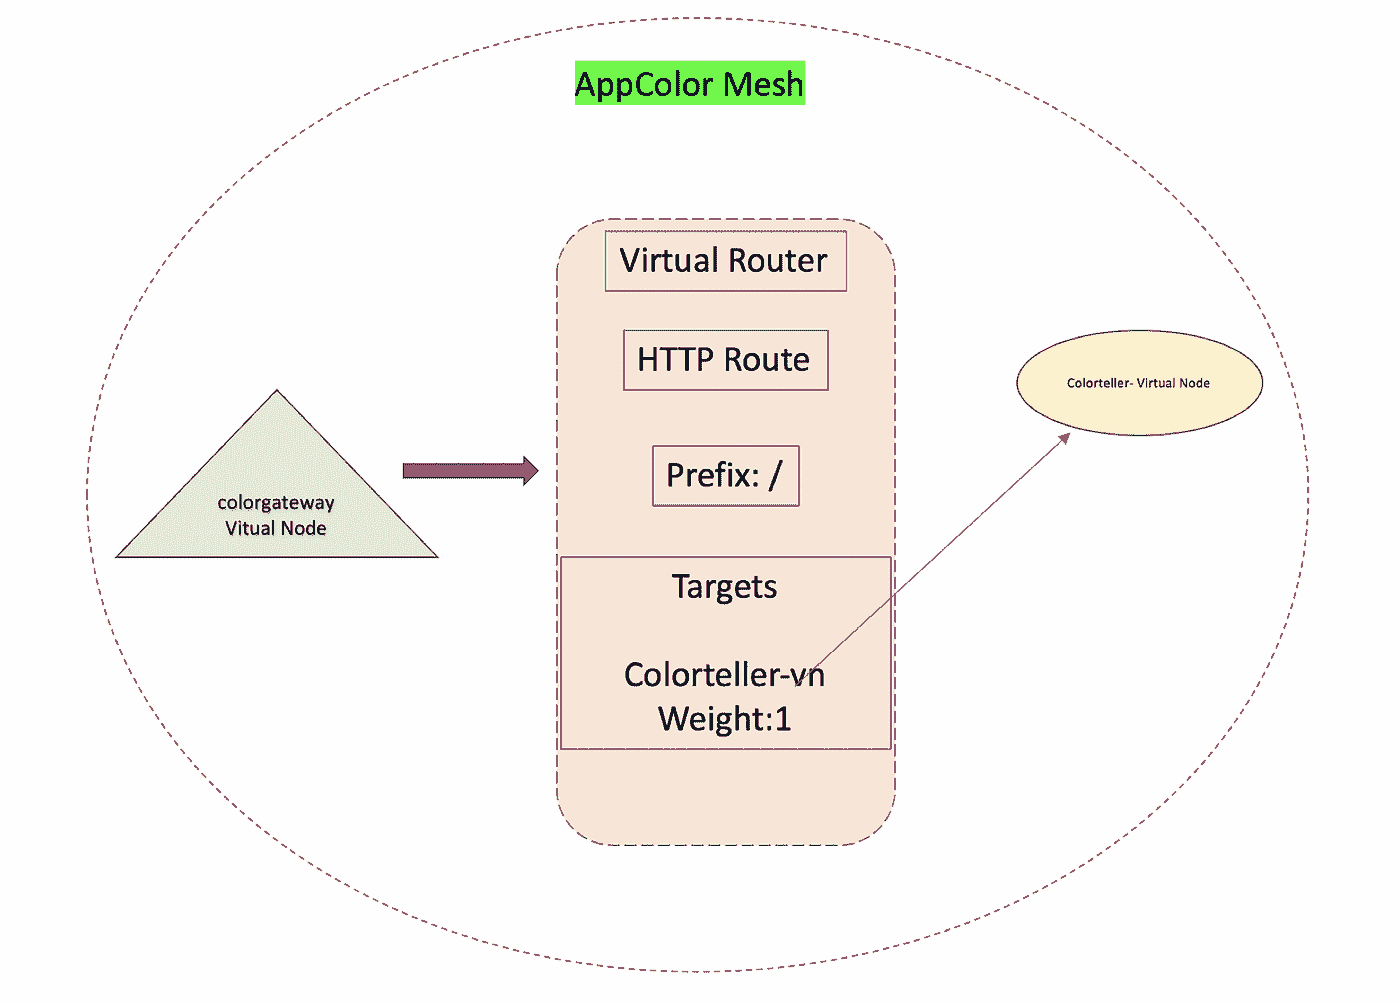 AppColor Mesh
Virtual Router
HTTP Route
Prefix: /
Targets
Colorteller-vn
Weight:1
colorgateway
Vitual Node
Colorteller- Virtual Node